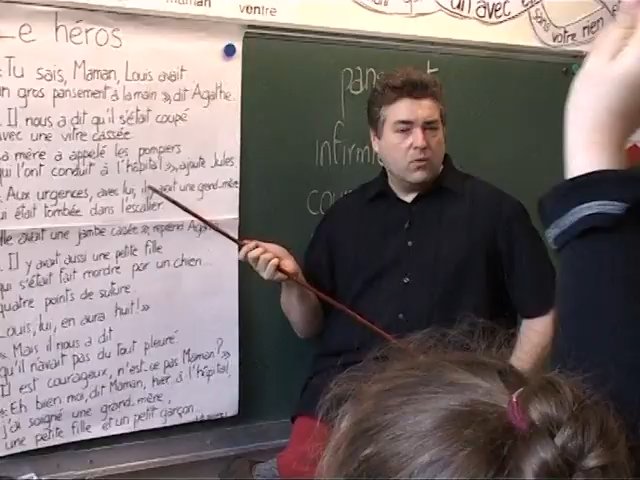 maman
ventre
un avec
votre
rien
Le héros
« Tu sais, Maman, Louis avait
un gros pansement à la main », dit Agathe.
Il nous a dit qu'il s'était coupé
avec une vitre cassée
sa mère a appelé les pompiers
qui l'ont conduit à l'hôpital », ajoute Jules.
« Aux urgences, avec lui, il y avait une grand-mère
qui était tombée dans l'escalier
Elle avait une jambe cassée », reprend Agathe
. Il y avait aussi une petite fille
qui s'était fait mordre par un chien...
quatre points de suture.
Louis, lui, en aura huit! »
« Mais il nous a dit
qu'il n'avait pas du tout pleuré.
Il est courageux, n'est-ce pas Maman? »
« Eh bien moi, dit Maman, hier à l'hôpital,
j'ai soigné une grand-mère,
une petite fille et un petit garçon...
pans
infirmi
cou